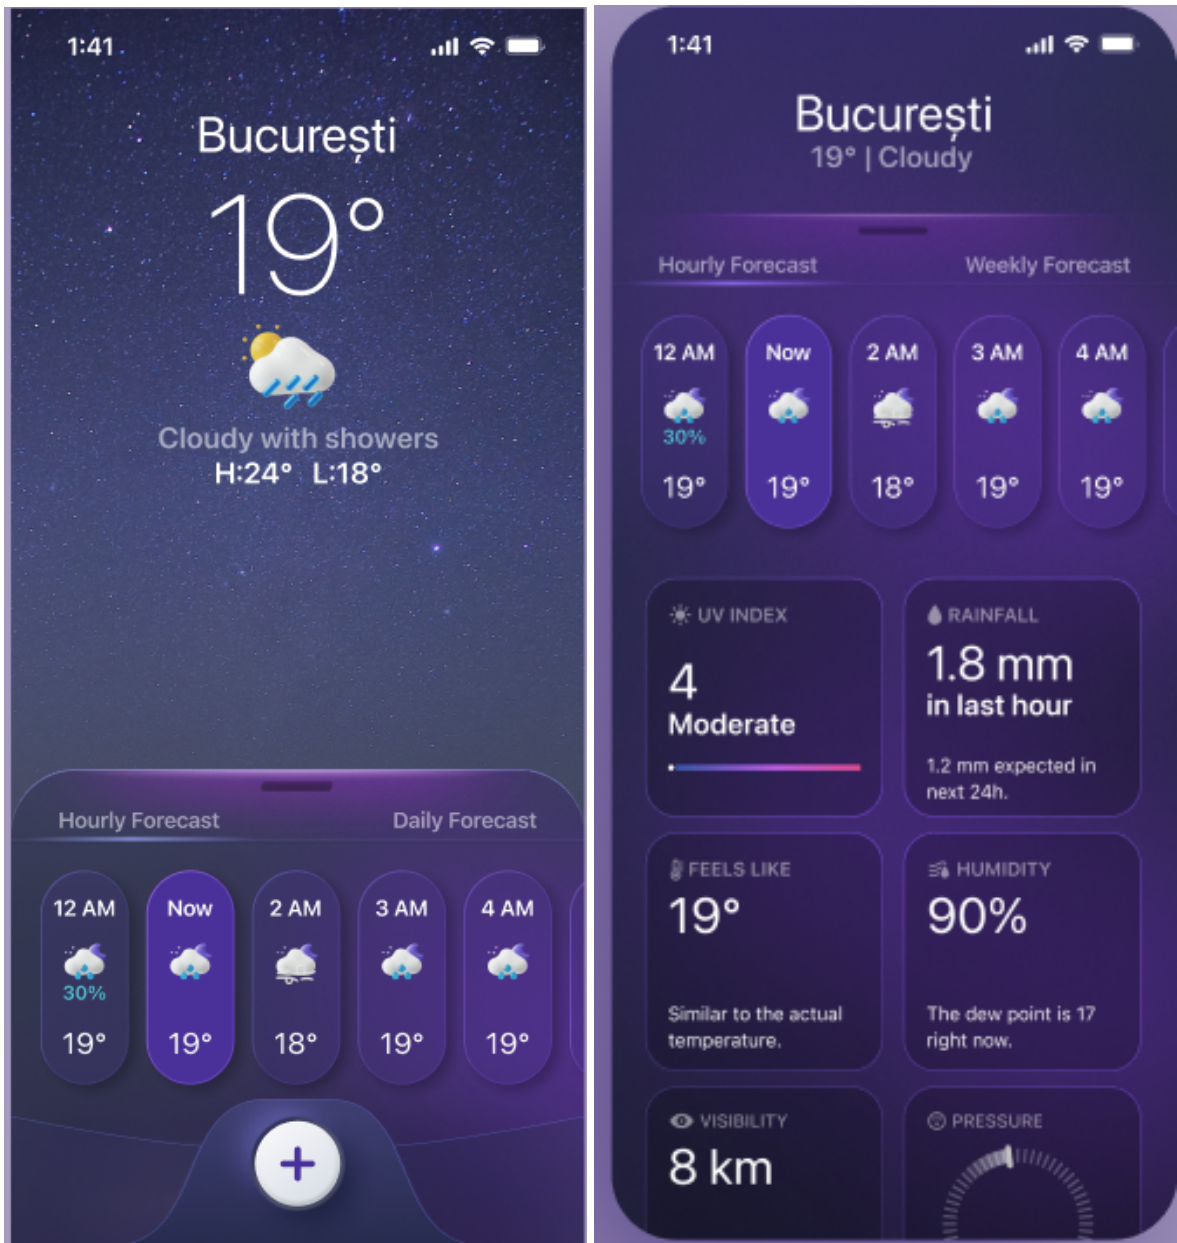 1:41
București
19°
Cloudy with showers
H:24° L:18°
Hourly Forecast Daily Forecast
12 AM Now 2 AM 3 AM 4 AM
30%
19° 19° 18° 19° 19°
1:41
București
19° | Cloudy
Hourly Forecast Weekly Forecast
12 AM Now 2 AM 3 AM 4 AM
30%
19° 19° 18° 19° 19°
UV INDEX
4
Moderate
RAINFALL
1.8 mm
in last hour
1.2 mm expected in
next 24h.
FEELS LIKE
19°
Similar to the actual
temperature.
HUMIDITY
90%
The dew point is 17
right now.
VISIBILITY
8 km
PRESSURE